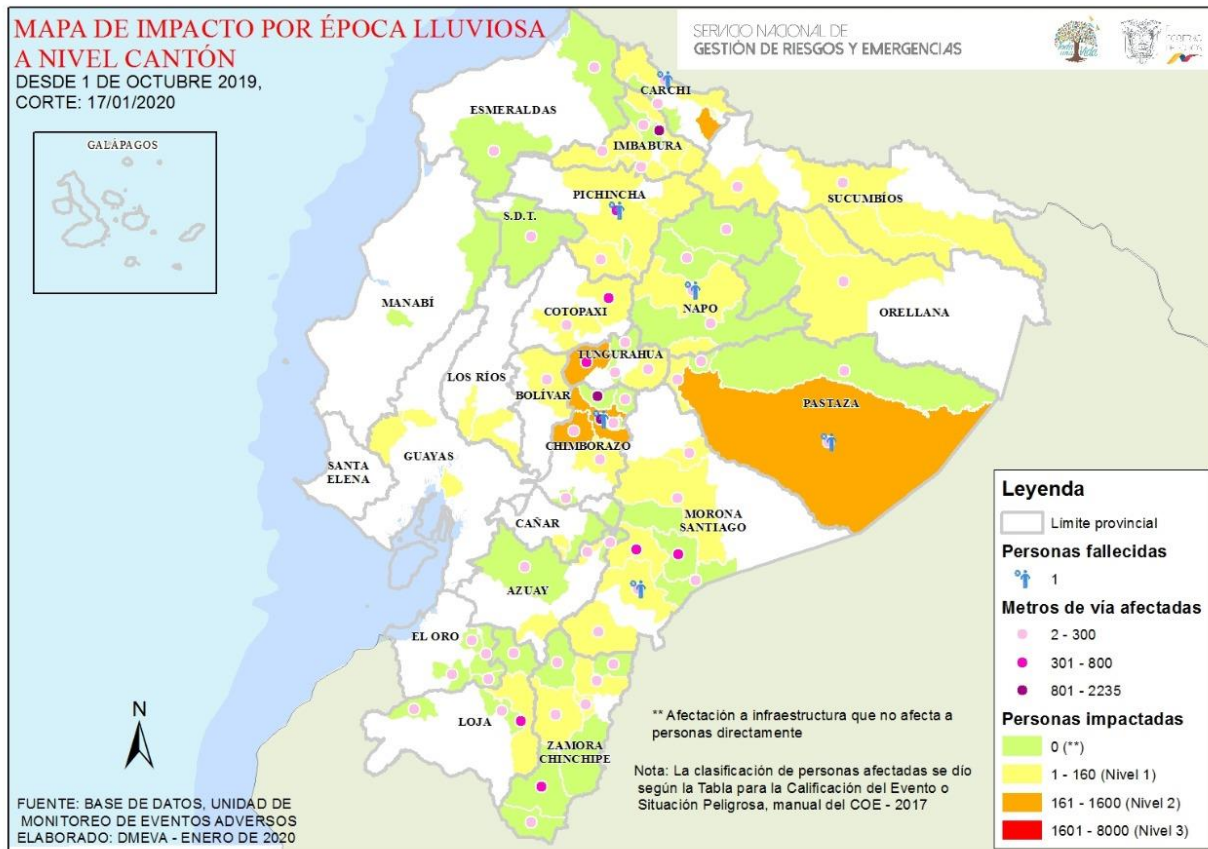 MAPA DE IMPACTO POR ÉPOCA LLUVIOSA
A NIVEL CANTÓN
DESDE 1 DE OCTUBRE 2019,
CORTE: 17/01/2020
SERVICIO NACIONAL DE
GESTIÓN DE RIESGOS Y EMERGENCIAS
GALÁPAGOS
ESMERALDAS
CARCHI
IMBABURA
PICHINCHA
SUCUMBÍOS
S.D.T.
MANABÍ
COTOPAXI
NAPO
ORELLANA
TUNGURAHUA
LOS RÍOS
BOLÍVAR
PASTAZA
CHIMBORAZO
GUAYAS
SANTA
ELENA
CAÑAR
MORONA
SANTIAGO
AZUAY
EL ORO
LOJA
ZAMORA
CHINCHIPE
N
Leyenda
Límite provincial
Personas fallecidas
1
Metros de vía afectadas
2 - 300
301 - 800
801 - 2235
Personas impactadas
0 (**)
1 - 160 (Nivel 1)
161 - 1600 (Nivel 2)
1601 - 8000 (Nivel 3)
** Afectación a infraestructura que no afecta a
personas directamente
Nota: La clasificación de personas afectadas se dío
según la Tabla para la Calificación del Evento o
Situación Peligrosa, manual del COE - 2017
FUENTE: BASE DE DATOS, UNIDAD DE
MONITOREO DE EVENTOS ADVERSOS
ELABORADO: DMEVA - ENERO DE 2020